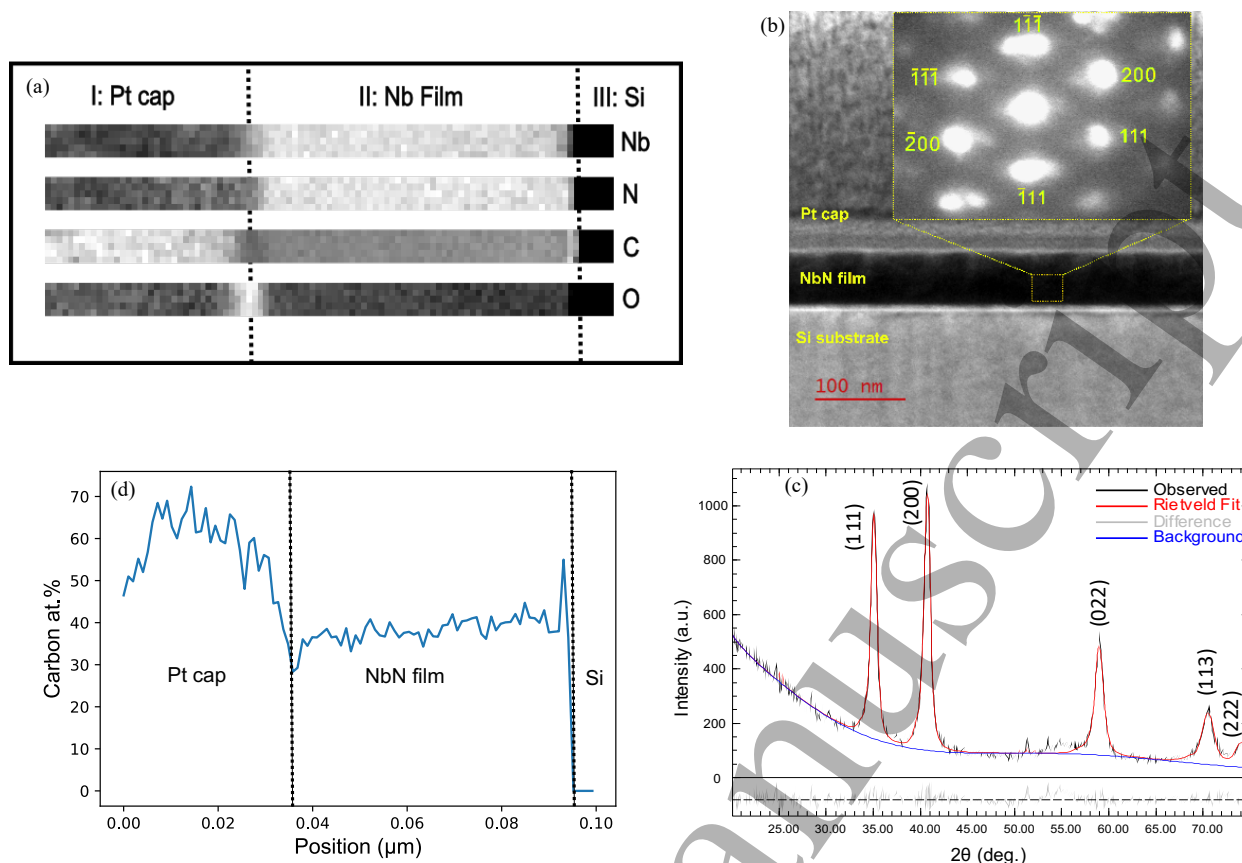 (a)
I: Pt cap
II: Nb Film
III: Si
Nb
N
C
O
(b)
11̅1̅
1̅1̅1̅
200
2̅00
111
1̅11
Pt cap
NbN film
Si substrate
100 nm
(d)
Carbon at.%
70
60
50
40
30
20
10
0
Pt cap
NbN film
Si
0.00
0.02
0.04
0.06
0.08
0.10
Position (µm)
(c)
Observed
Rietveld Fit
Difference
Background
(111)
(200)
(022)
(113)
(222)
Intensity (a.u.)
1000
800
600
400
200
0
25.00
30.00
35.00
40.00
45.00
50.00
55.00
60.00
65.00
70.00
2θ (deg.)
anuscript